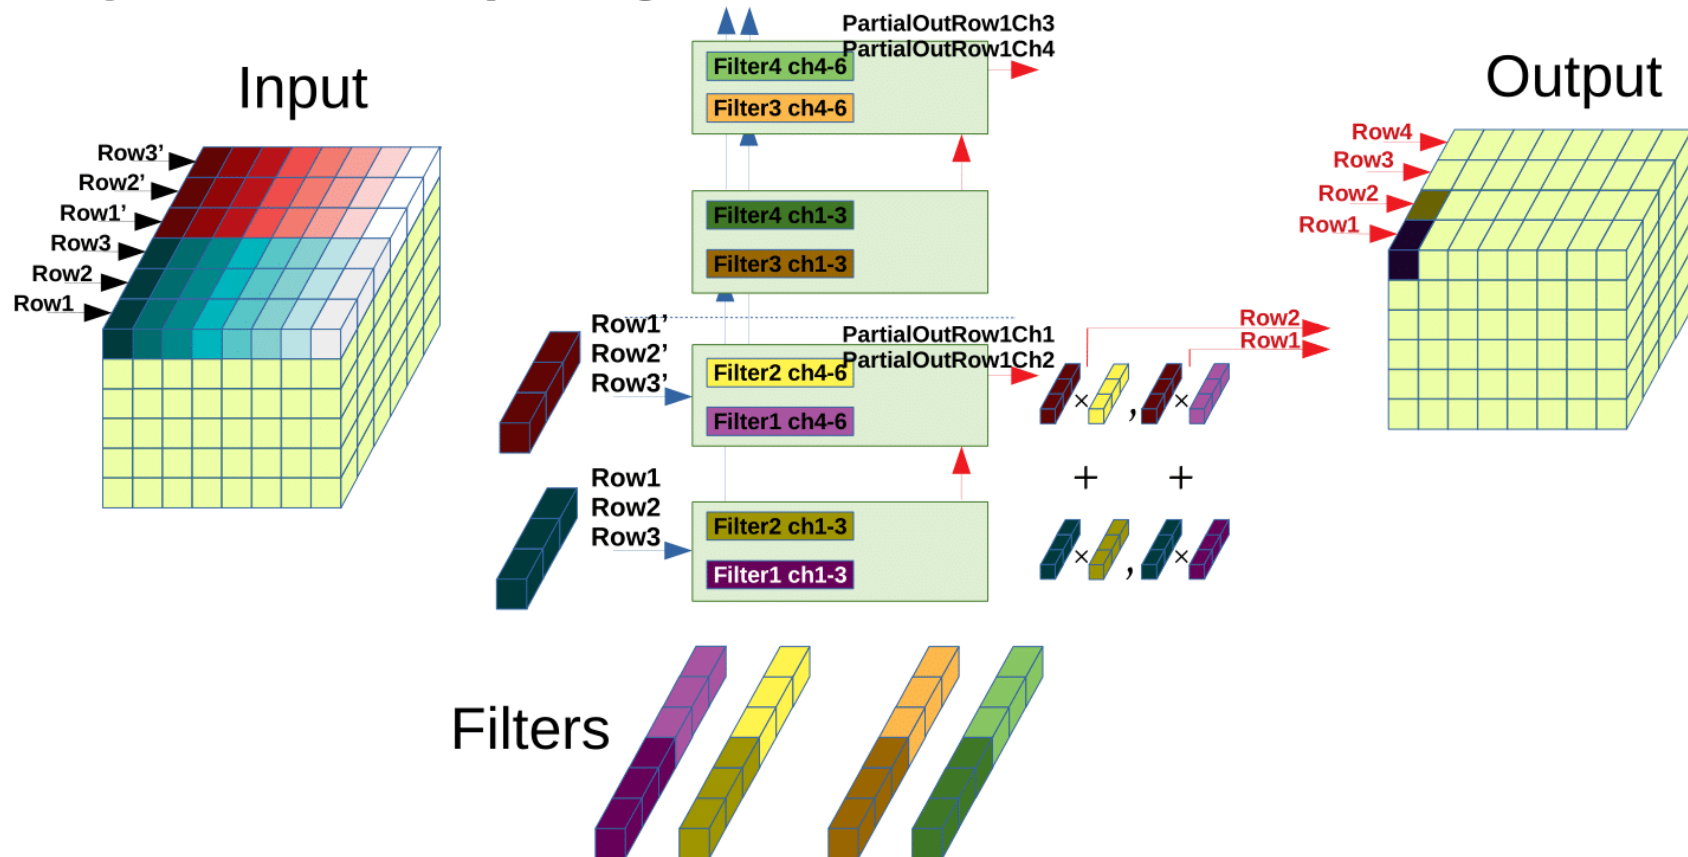 Input
Row3’
Row2’
Row1’
Row3
Row2
Row1
PartialOutRow1Ch3
PartialOutRow1Ch4
Filter4 ch4-6
Filter3 ch4-6
Filter4 ch1-3
Filter3 ch1-3
Row1’
Row2’
Row3’
PartialOutRow1Ch1
PartialOutRow1Ch2
Filter2 ch4-6
Filter1 ch4-6
Row1
Row2
Row3
Filter2 ch1-3
Filter1 ch1-3
× , ×
+ +
× , ×
Row2
Row1
Output
Row4
Row3
Row2
Row1
Filters